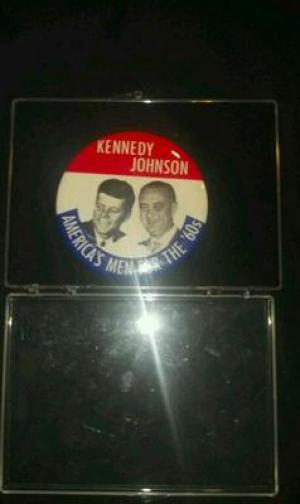 KENNEDY
JOHNSON
AMERICA'S MEN FOR THE '60s